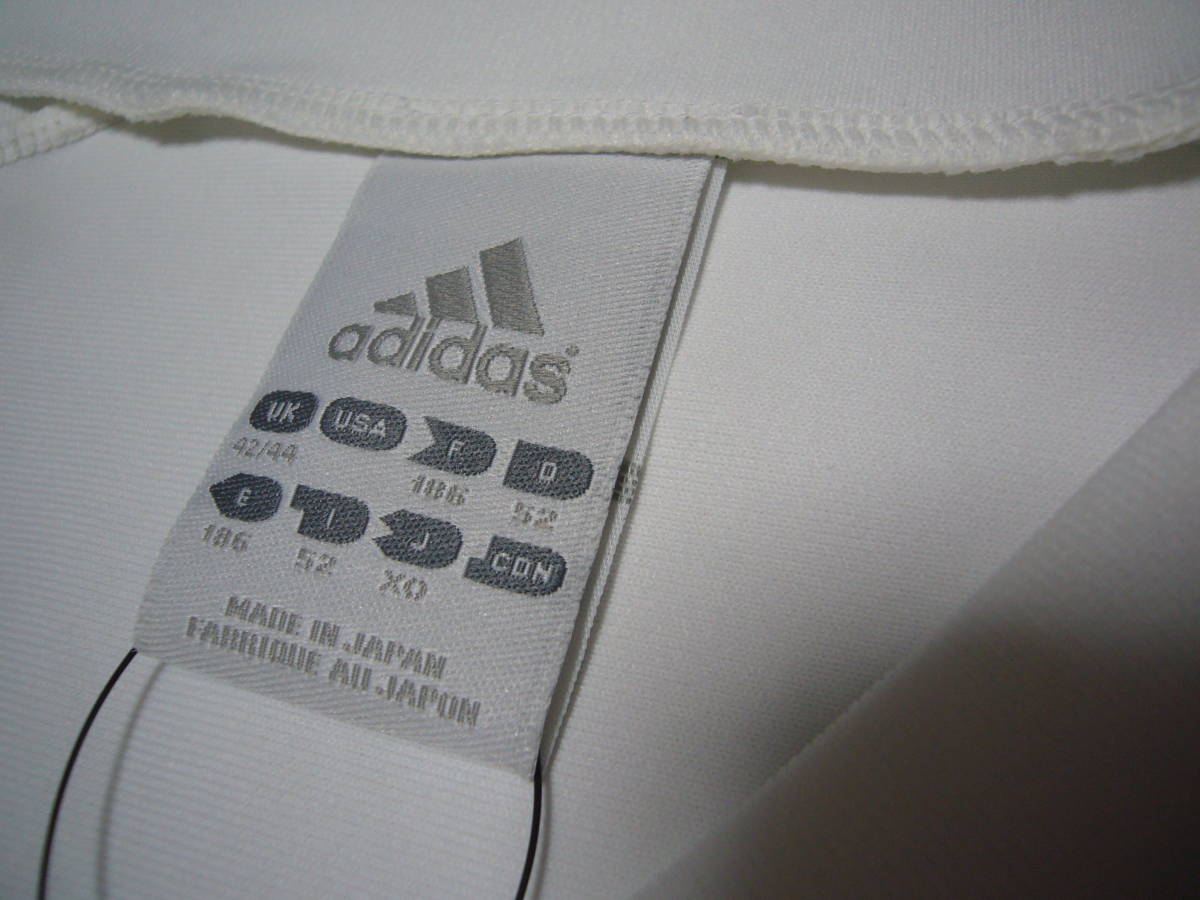 adidas®
UK USA F D
42/44 186 52
E I J CDN
186 52 XO
MADE IN JAPAN
FABRIQUE AU JAPON